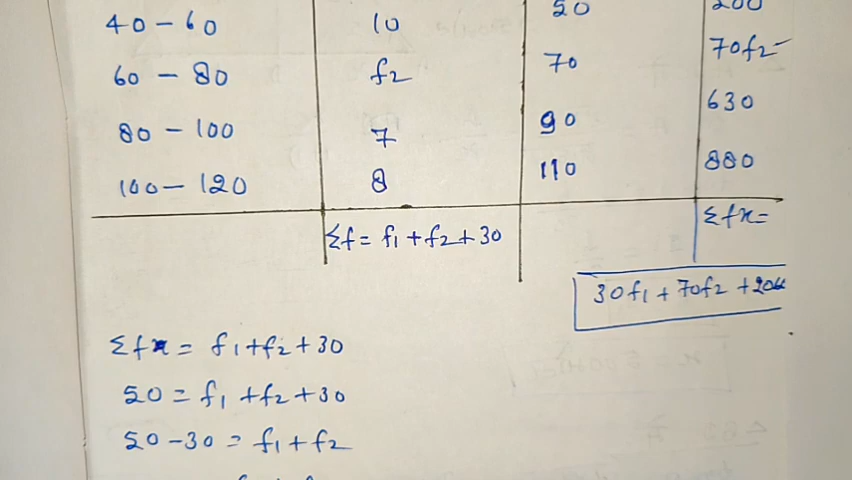 40-60 10 50 200
60-80 f2 70 70f2
80-100 7 90 630
100-120 8 110 880
Σf = f1+f2+30 Σfx=
30f1+70f2+20
Σfx = f1+f2+30
50 = f1+f2+30
50-30 = f1+f2